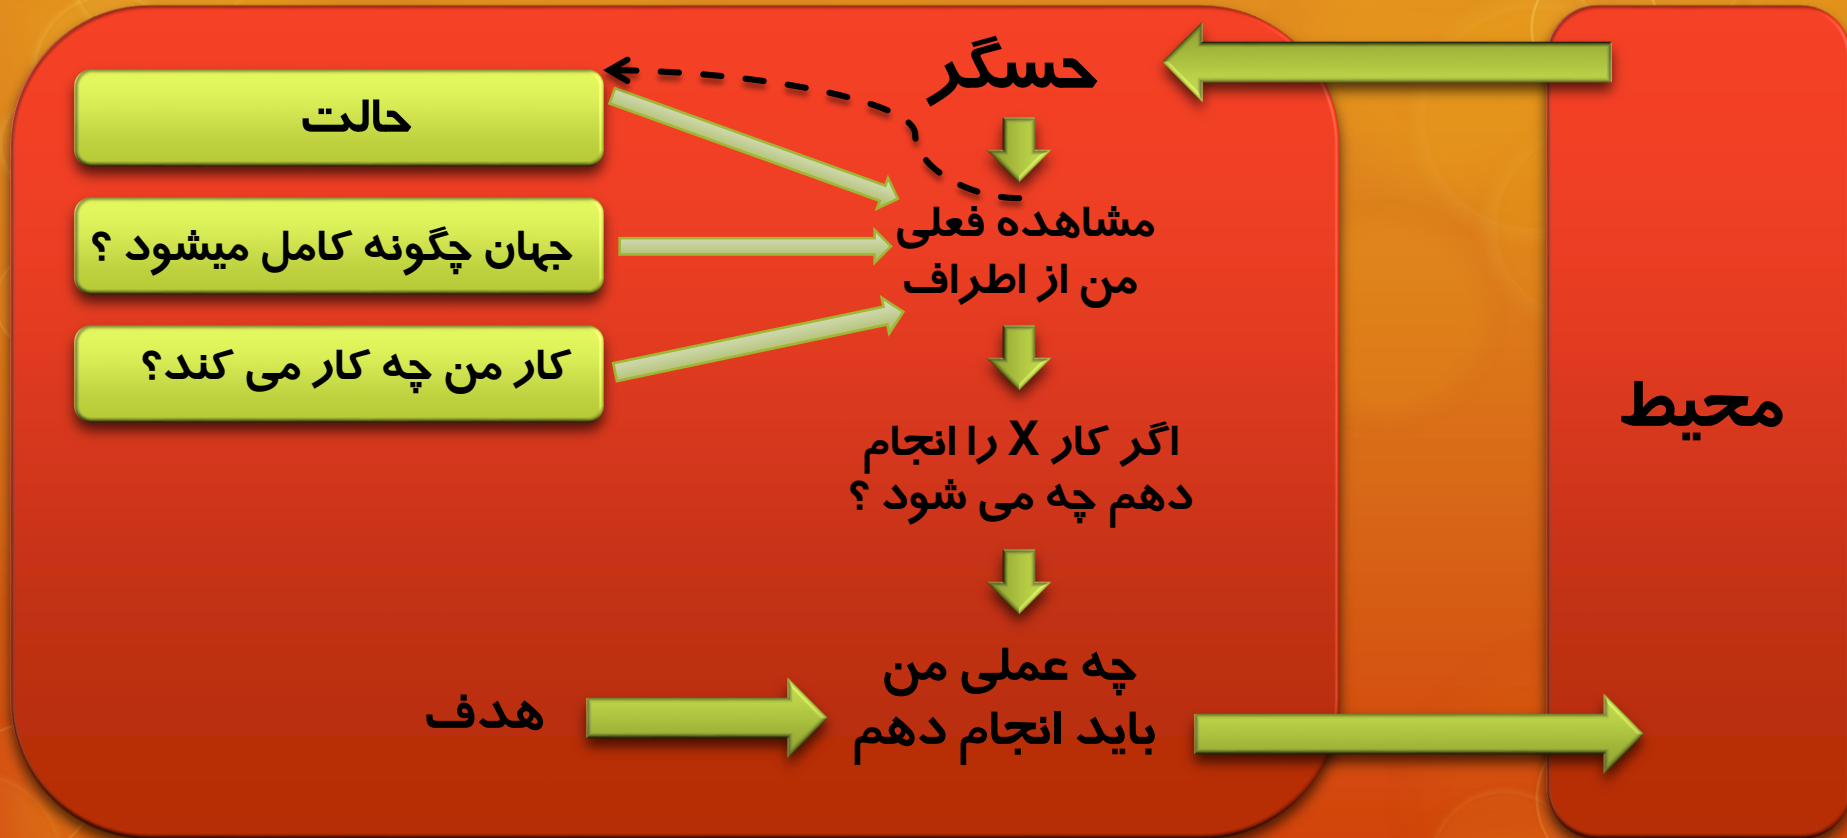 حسگر
حالت
مشاهده فعلی
من از اطراف
جهان چگونه کامل میشود ؟
کار من چه کار می کند؟
اگر کار X را انجام
دهم چه می شود ؟
محیط
چه عملی من
باید انجام دهم
هدف